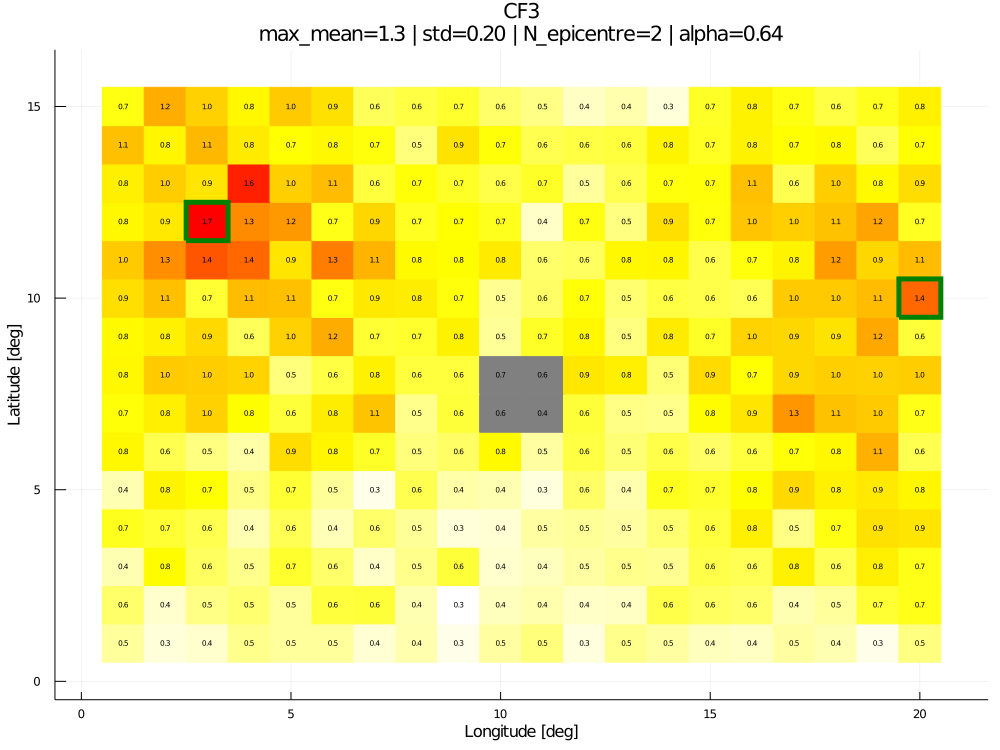 CF3
max_mean=1.3 | std=0.20 | N_epicentre=2 | alpha=0.64
15 0.7 1.2 1.0 0.8 1.0 0.9 0.6 0.6 0.7 0.6 0.5 0.4 0.4 0.3 0.7 0.8 0.7 0.6 0.7 0.8
1.1 0.8 1.1 0.8 0.7 0.8 0.7 0.5 0.9 0.7 0.6 0.6 0.6 0.8 0.7 0.8 0.7 0.8 0.6 0.7
0.8 1.0 0.9 1.6 1.0 1.1 0.6 0.7 0.7 0.6 0.7 0.5 0.6 0.7 0.7 1.1 0.6 1.0 0.8 0.9
0.8 0.9 1.7 1.3 1.2 0.7 0.9 0.7 0.7 0.7 0.4 0.7 0.5 0.9 0.7 1.0 1.0 1.1 1.2 0.7
1.0 1.3 1.4 1.4 0.9 1.3 1.1 0.8 0.8 0.8 0.6 0.6 0.8 0.8 0.6 0.7 0.8 1.2 0.9 1.1
10 0.9 1.1 0.7 1.1 1.1 0.7 0.9 0.8 0.7 0.5 0.6 0.7 0.5 0.6 0.6 0.6 1.0 1.0 1.1 1.4
0.8 0.8 0.9 0.6 1.0 1.2 0.7 0.7 0.8 0.5 0.7 0.8 0.5 0.8 0.7 1.0 0.9 0.9 1.2 0.6
0.8 1.0 1.0 1.0 0.5 0.6 0.8 0.6 0.6 0.7 0.6 0.9 0.8 0.5 0.9 0.7 0.9 1.0 1.0 1.0
0.7 0.8 1.0 0.8 0.6 0.8 1.1 0.5 0.6 0.6 0.4 0.6 0.5 0.5 0.8 0.9 1.3 1.1 1.0 0.7
0.8 0.6 0.5 0.4 0.9 0.8 0.7 0.5 0.6 0.8 0.5 0.6 0.5 0.6 0.6 0.6 0.7 0.8 1.1 0.6
5 0.4 0.8 0.7 0.5 0.7 0.5 0.3 0.6 0.4 0.4 0.3 0.6 0.4 0.7 0.7 0.8 0.9 0.8 0.9 0.8
0.7 0.7 0.6 0.4 0.6 0.4 0.6 0.5 0.3 0.4 0.5 0.5 0.5 0.5 0.6 0.8 0.5 0.7 0.9 0.9
0.4 0.8 0.6 0.5 0.7 0.6 0.4 0.5 0.6 0.4 0.4 0.5 0.5 0.5 0.6 0.6 0.8 0.6 0.8 0.7
0.6 0.4 0.5 0.5 0.6 0.6 0.6 0.4 0.3 0.4 0.4 0.4 0.4 0.6 0.6 0.6 0.4 0.5 0.7 0.7
0.5 0.3 0.4 0.5 0.5 0.5 0.4 0.4 0.3 0.5 0.5 0.3 0.5 0.5 0.4 0.4 0.5 0.4 0.3 0.5
0
0 5 10 15 20
Longitude [deg]
Latitude [deg]